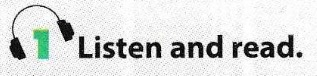 1 Listen and read.